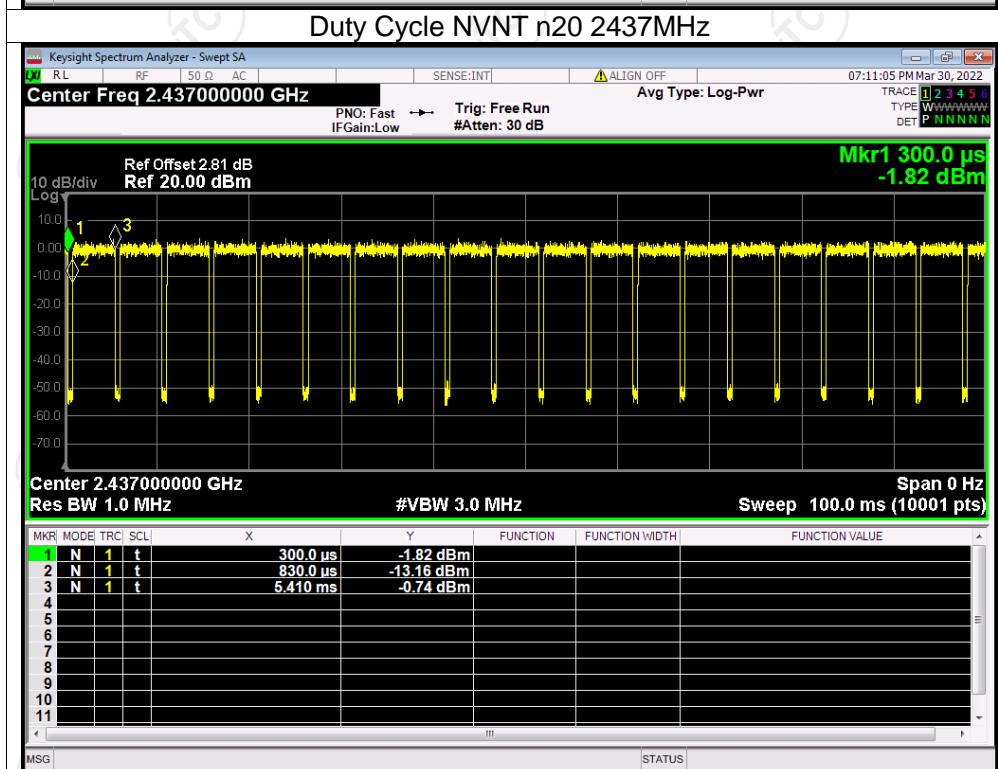 Duty Cycle NVNT n20 2437MHz
Keysight Spectrum Analyzer - Swept SA
LXI RL RF 50 Ω AC SENSE:INT ALIGN OFF 07:11:05 PM Mar 30, 2022
Center Freq 2.437000000 GHz Avg Type: Log-Pwr TRACE 1 2 3 4 5 6
PNO: Fast Trig: Free Run TYPE WWWWWWW
IFGain:Low #Atten: 30 dB DET P N N N N N
Mkr1 300.0 µs
Ref Offset 2.81 dB
10 dB/div Ref 20.00 dBm -1.82 dBm
Log
10.0
1
3
0.00
2
-10.0
-20.0
-30.0
-40.0
-50.0
-60.0
-70.0
Center 2.437000000 GHz Span 0 Hz
Res BW 1.0 MHz #VBW 3.0 MHz Sweep 100.0 ms (10001 pts)
MKR MODE TRC SCL X Y FUNCTION FUNCTION WIDTH FUNCTION VALUE
1 N 1 t 300.0 µs -1.82 dBm
2 N 1 t 830.0 µs -13.16 dBm
3 N 1 t 5.410 ms -0.74 dBm
4
5
6
7
8
9
10
11
MSG STATUS